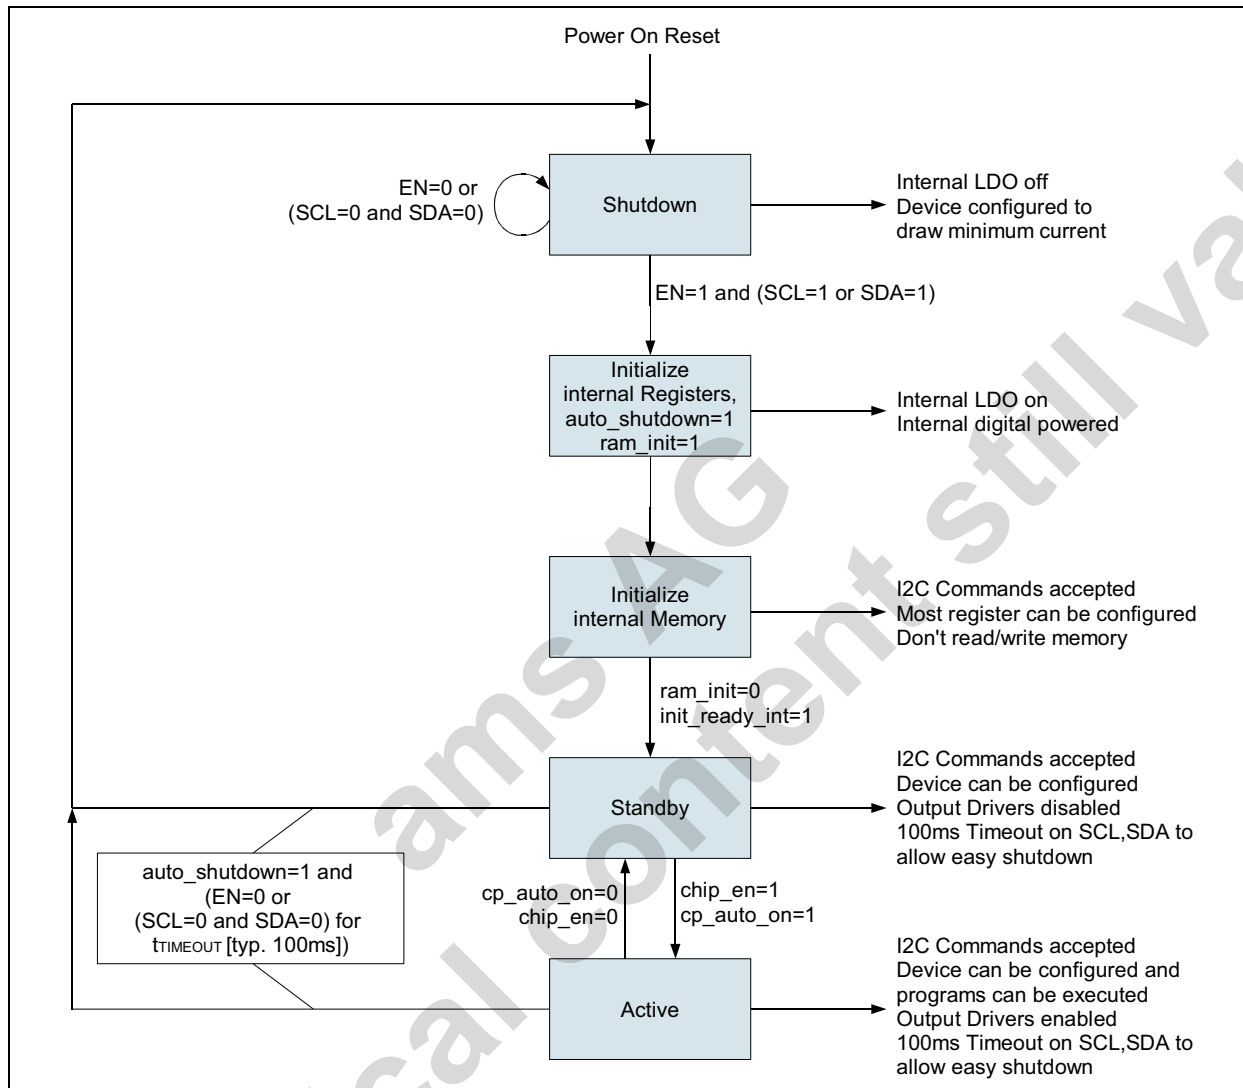 Power On Reset
EN=0 or
(SCL=0 and SDA=0)
Shutdown
Internal LDO off
Device configured to
draw minimum current
EN=1 and (SCL=1 or SDA=1)
Initialize
internal Registers,
auto_shutdown=1
ram_init=1
Internal LDO on
Internal digital powered
Initialize
internal Memory
I2C Commands accepted
Most register can be configured
Don't read/write memory
ram_init=0
init_ready_int=1
Standby
I2C Commands accepted
Device can be configured
Output Drivers disabled
100ms Timeout on SCL,SDA to
allow easy shutdown
auto_shutdown=1 and
(EN=0 or
(SCL=0 and SDA=0) for
tTIMEOUT [typ. 100ms])
cp_auto_on=0
chip_en=0
chip_en=1
cp_auto_on=1
Active
I2C Commands accepted
Device can be configured and
programs can be executed
Output Drivers enabled
100ms Timeout on SCL,SDA to
allow easy shutdown
ams AG
cal content still val